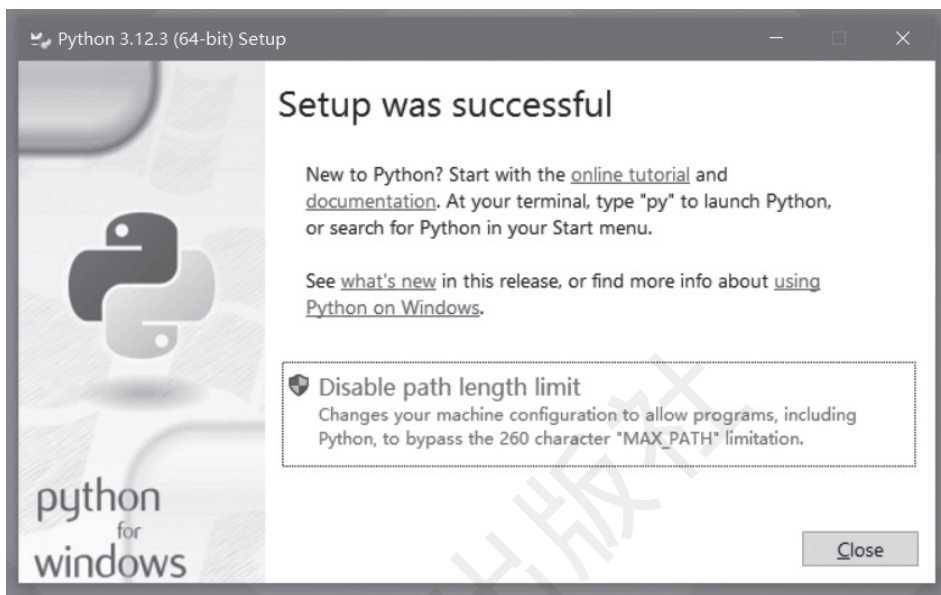 Python 3.12.3 (64-bit) Setup
Setup was successful
New to Python? Start with the online tutorial and
documentation. At your terminal, type "py" to launch Python,
or search for Python in your Start menu.
See what's new in this release, or find more info about using
Python on Windows.
Disable path length limit
Changes your machine configuration to allow programs, including
Python, to bypass the 260 character "MAX_PATH" limitation.
python
for
windows
Close
出版社